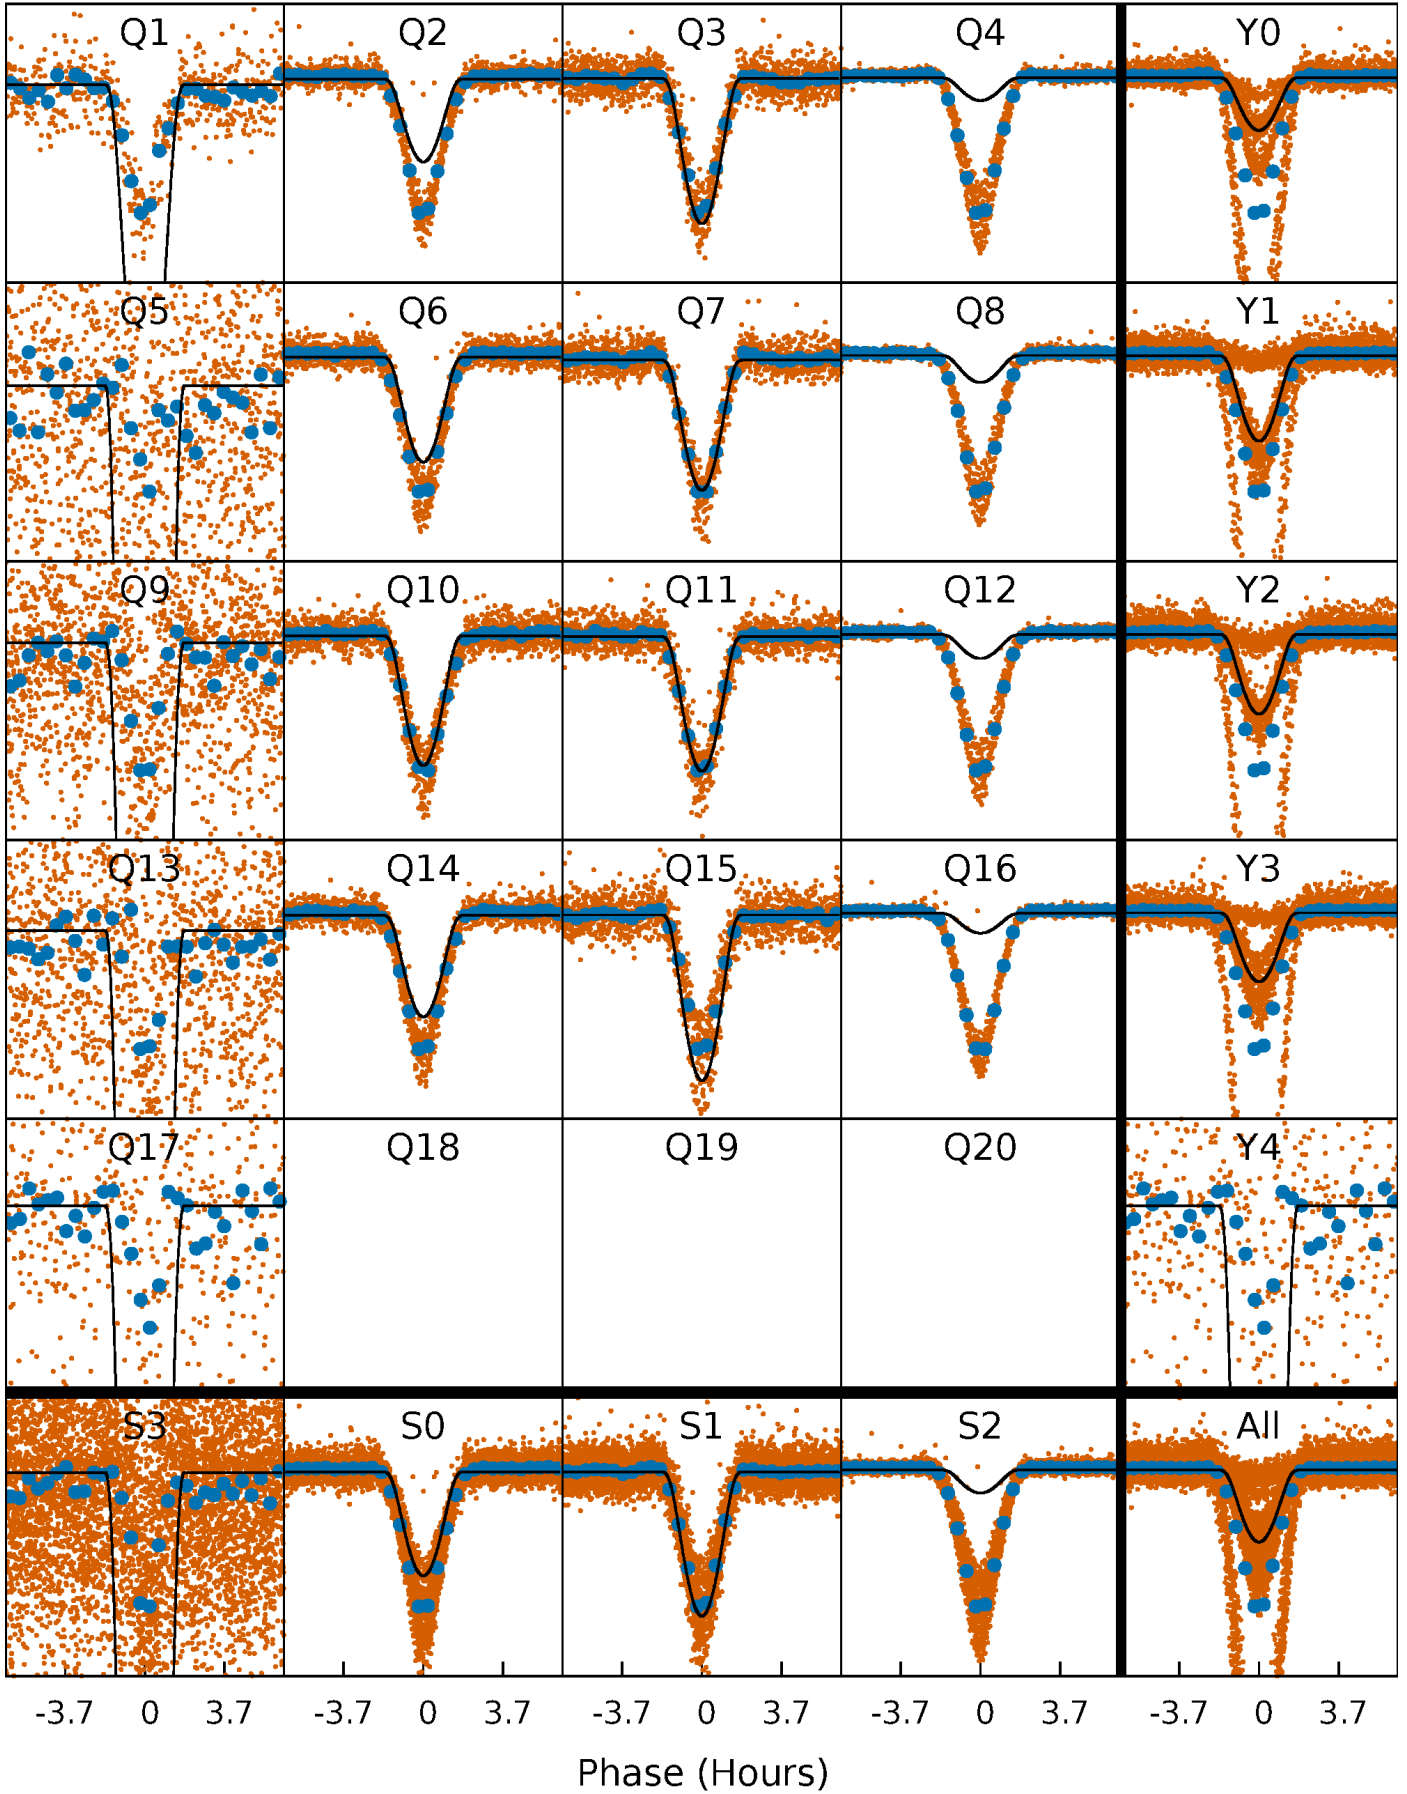 Q1 Q2 Q3 Q4 Y0
Q5 Q6 Q7 Q8 Y1
Q9 Q10 Q11 Q12 Y2
Q13 Q14 Q15 Q16 Y3
Q17 Q18 Q19 Q20 Y4
S3 S0 S1 S2 All
-3.7 0 3.7 -3.7 0 3.7 -3.7 0 3.7 -3.7 0 3.7 -3.7 0 3.7
Phase (Hours)